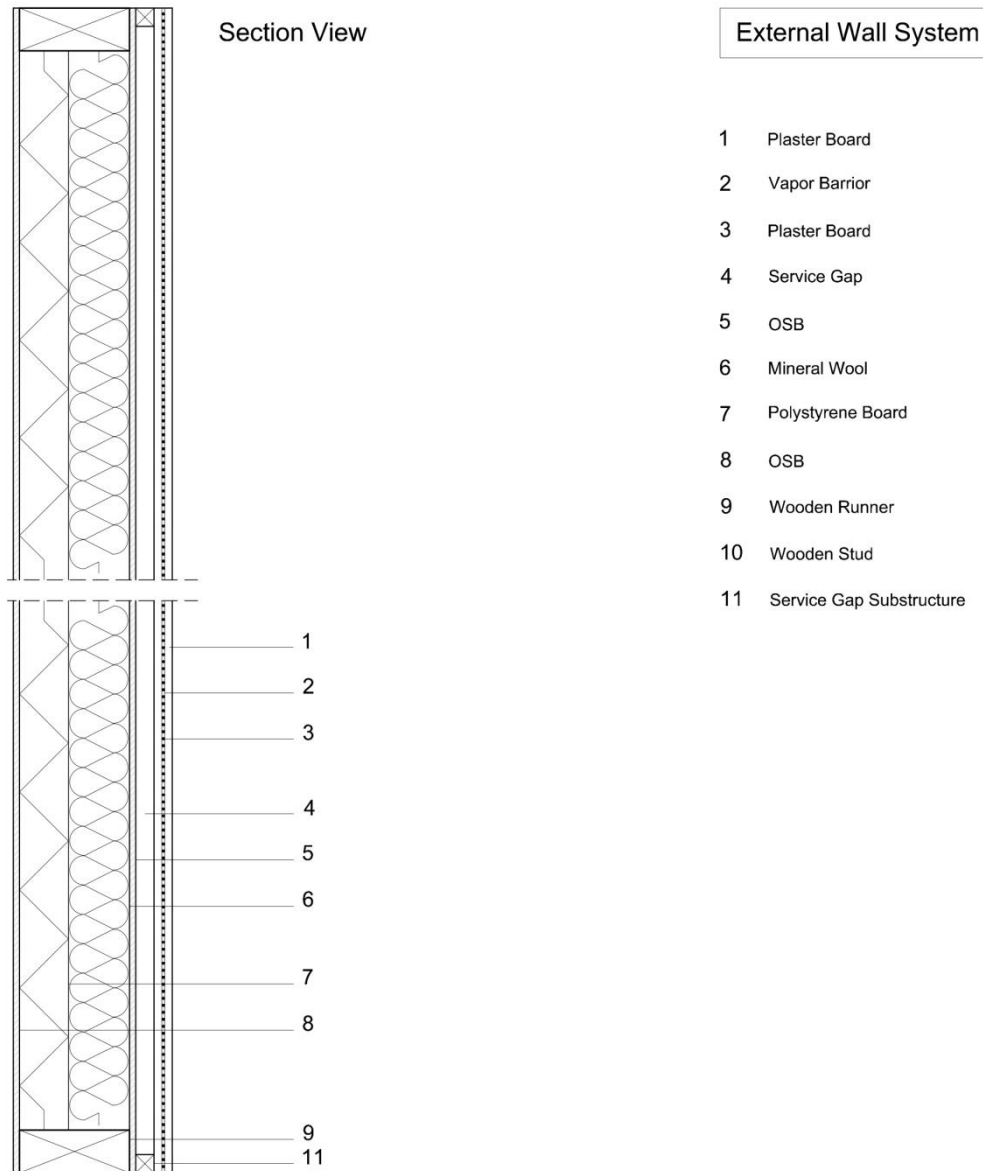 Section View
External Wall System
1 Plaster Board
2 Vapor Barrior
3 Plaster Board
4 Service Gap
5 OSB
6 Mineral Wool
7 Polystyrene Board
8 OSB
9 Wooden Runner
10 Wooden Stud
11 Service Gap Substructure
1
2
3
4
5
6
7
8
9
11